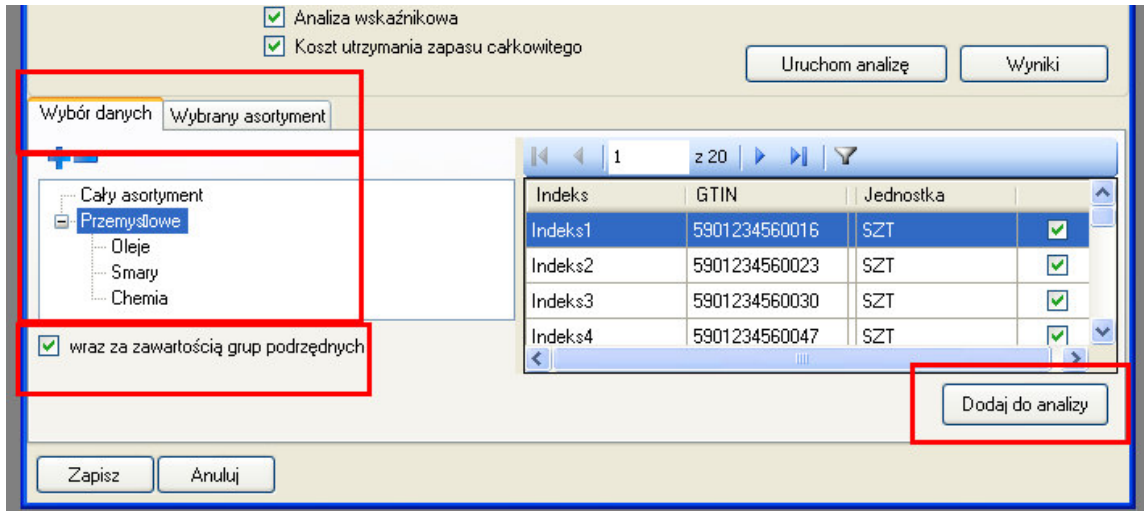 Analiza wskaźnikowa
Koszt utrzymania zapasu całkowitego
Uruchom analizę Wyniki
Wybór danych Wybrany asortyment
1 z 20
Cały asortyment
Przemysłowe
Oleje
Smary
Chemia
wraz za zawartością grup podrzędnych
Indeks GTIN Jednostka
Indeks1 5901234560016 SZT
Indeks2 5901234560023 SZT
Indeks3 5901234560030 SZT
Indeks4 5901234560047 SZT
Dodaj do analizy
Zapisz Anuluj